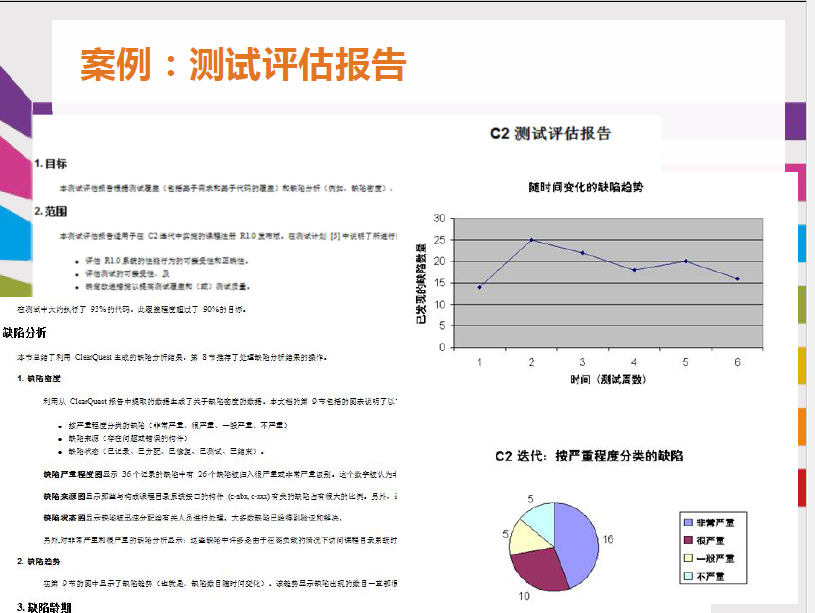 案例：测试评估报告
C2 测试评估报告
1. 目标
本测试评估报告根据测试覆盖（包括基于需求和基于代码的覆盖）和缺陷分析（例如、缺陷密度）。
2. 范围
本测试评估报告适用于在 C2 迭代中实施的课程注册 R1.0 发布版。在测试计划 [5] 中说明了所进行
评估 R1.0 系统的性能行为的可接受性和正确性。
评估测试的可接受性，及
确定改进措施以提高测试覆盖和（或）测试质量。
在测试中大约执行了 93%的代码。此覆盖程度超过了 90%的目标。
缺陷分析
本节总结了利用 ClearQuest 生成的缺陷分析结果。第 8 节推荐了处理缺陷分析结果的操作。
1. 缺陷密度
利用从 ClearQuest 报告中提取的数据生成了关于缺陷密度的数据。本文档的第 9 节包括的图表说明了以
按严重程度分类的缺陷（非常严重、很严重、一般严重、不严重）
缺陷来源（存在问题或错误的构件）
缺陷状态（已记录、已分配、已修复、已测试、已结束）。
缺陷严重程度图显示 36 个记录的缺陷中有 26 个缺陷被归入很严重或非常严重级别。这个数字被认为
缺陷来源图显示那些与构成课程目录系统接口的构件 (c-nbx, c-xxx) 有关的缺陷占有很大的比例。另外，
缺陷状态图显示缺陷被迅速分配给有关人员进行处理、大多数缺陷已经得到验证和解决、
另外,对非常严重和很严重的缺陷分析显示：这些缺陷中许多是由于在高负载的情况下访问课程目录系统时
2. 缺陷趋势
在第 9 节的图中显示了缺陷趋势（也就是，缺陷数目随时间变化）。该趋势显示缺陷出现的数目一直都
3. 缺陷龄期
随时间变化的缺陷趋势
已发现的缺陷数量
30
25
20
15
10
5
0
1 2 3 4 5 6
时间（测试周数）
C2 迭代：按严重程度分类的缺陷
5
5
16
10
非常严重
很严重
一般严重
不严重